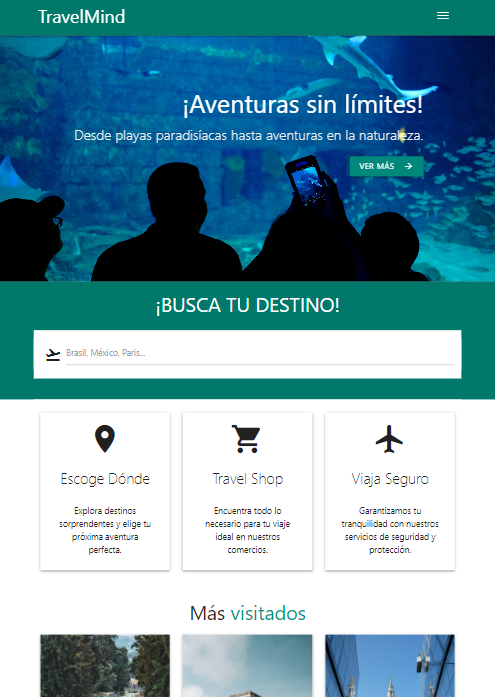 TravelMind
¡Aventuras sin límites!
Desde playas paradisíacas hasta aventuras en la naturaleza.
VER MÁS
¡BUSCA TU DESTINO!
Brasil, México, Paris...
Escoge Dónde
Explora destinos
sorprendentes y elige tu
próxima aventura
perfecta.
Travel Shop
Encuentra todo lo
necesario para tu viaje
ideal en nuestros
comercios.
Viaja Seguro
Garantizamos tu
tranquilidad con nuestros
servicios de seguridad y
protección.
Más visitados